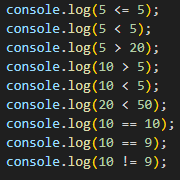 console.log(5 <= 5);
console.log(5 < 5);
console.log(5 > 20);
console.log(10 > 5);
console.log(10 < 5);
console.log(20 < 50);
console.log(10 == 10);
console.log(10 == 9);
console.log(10 != 9);